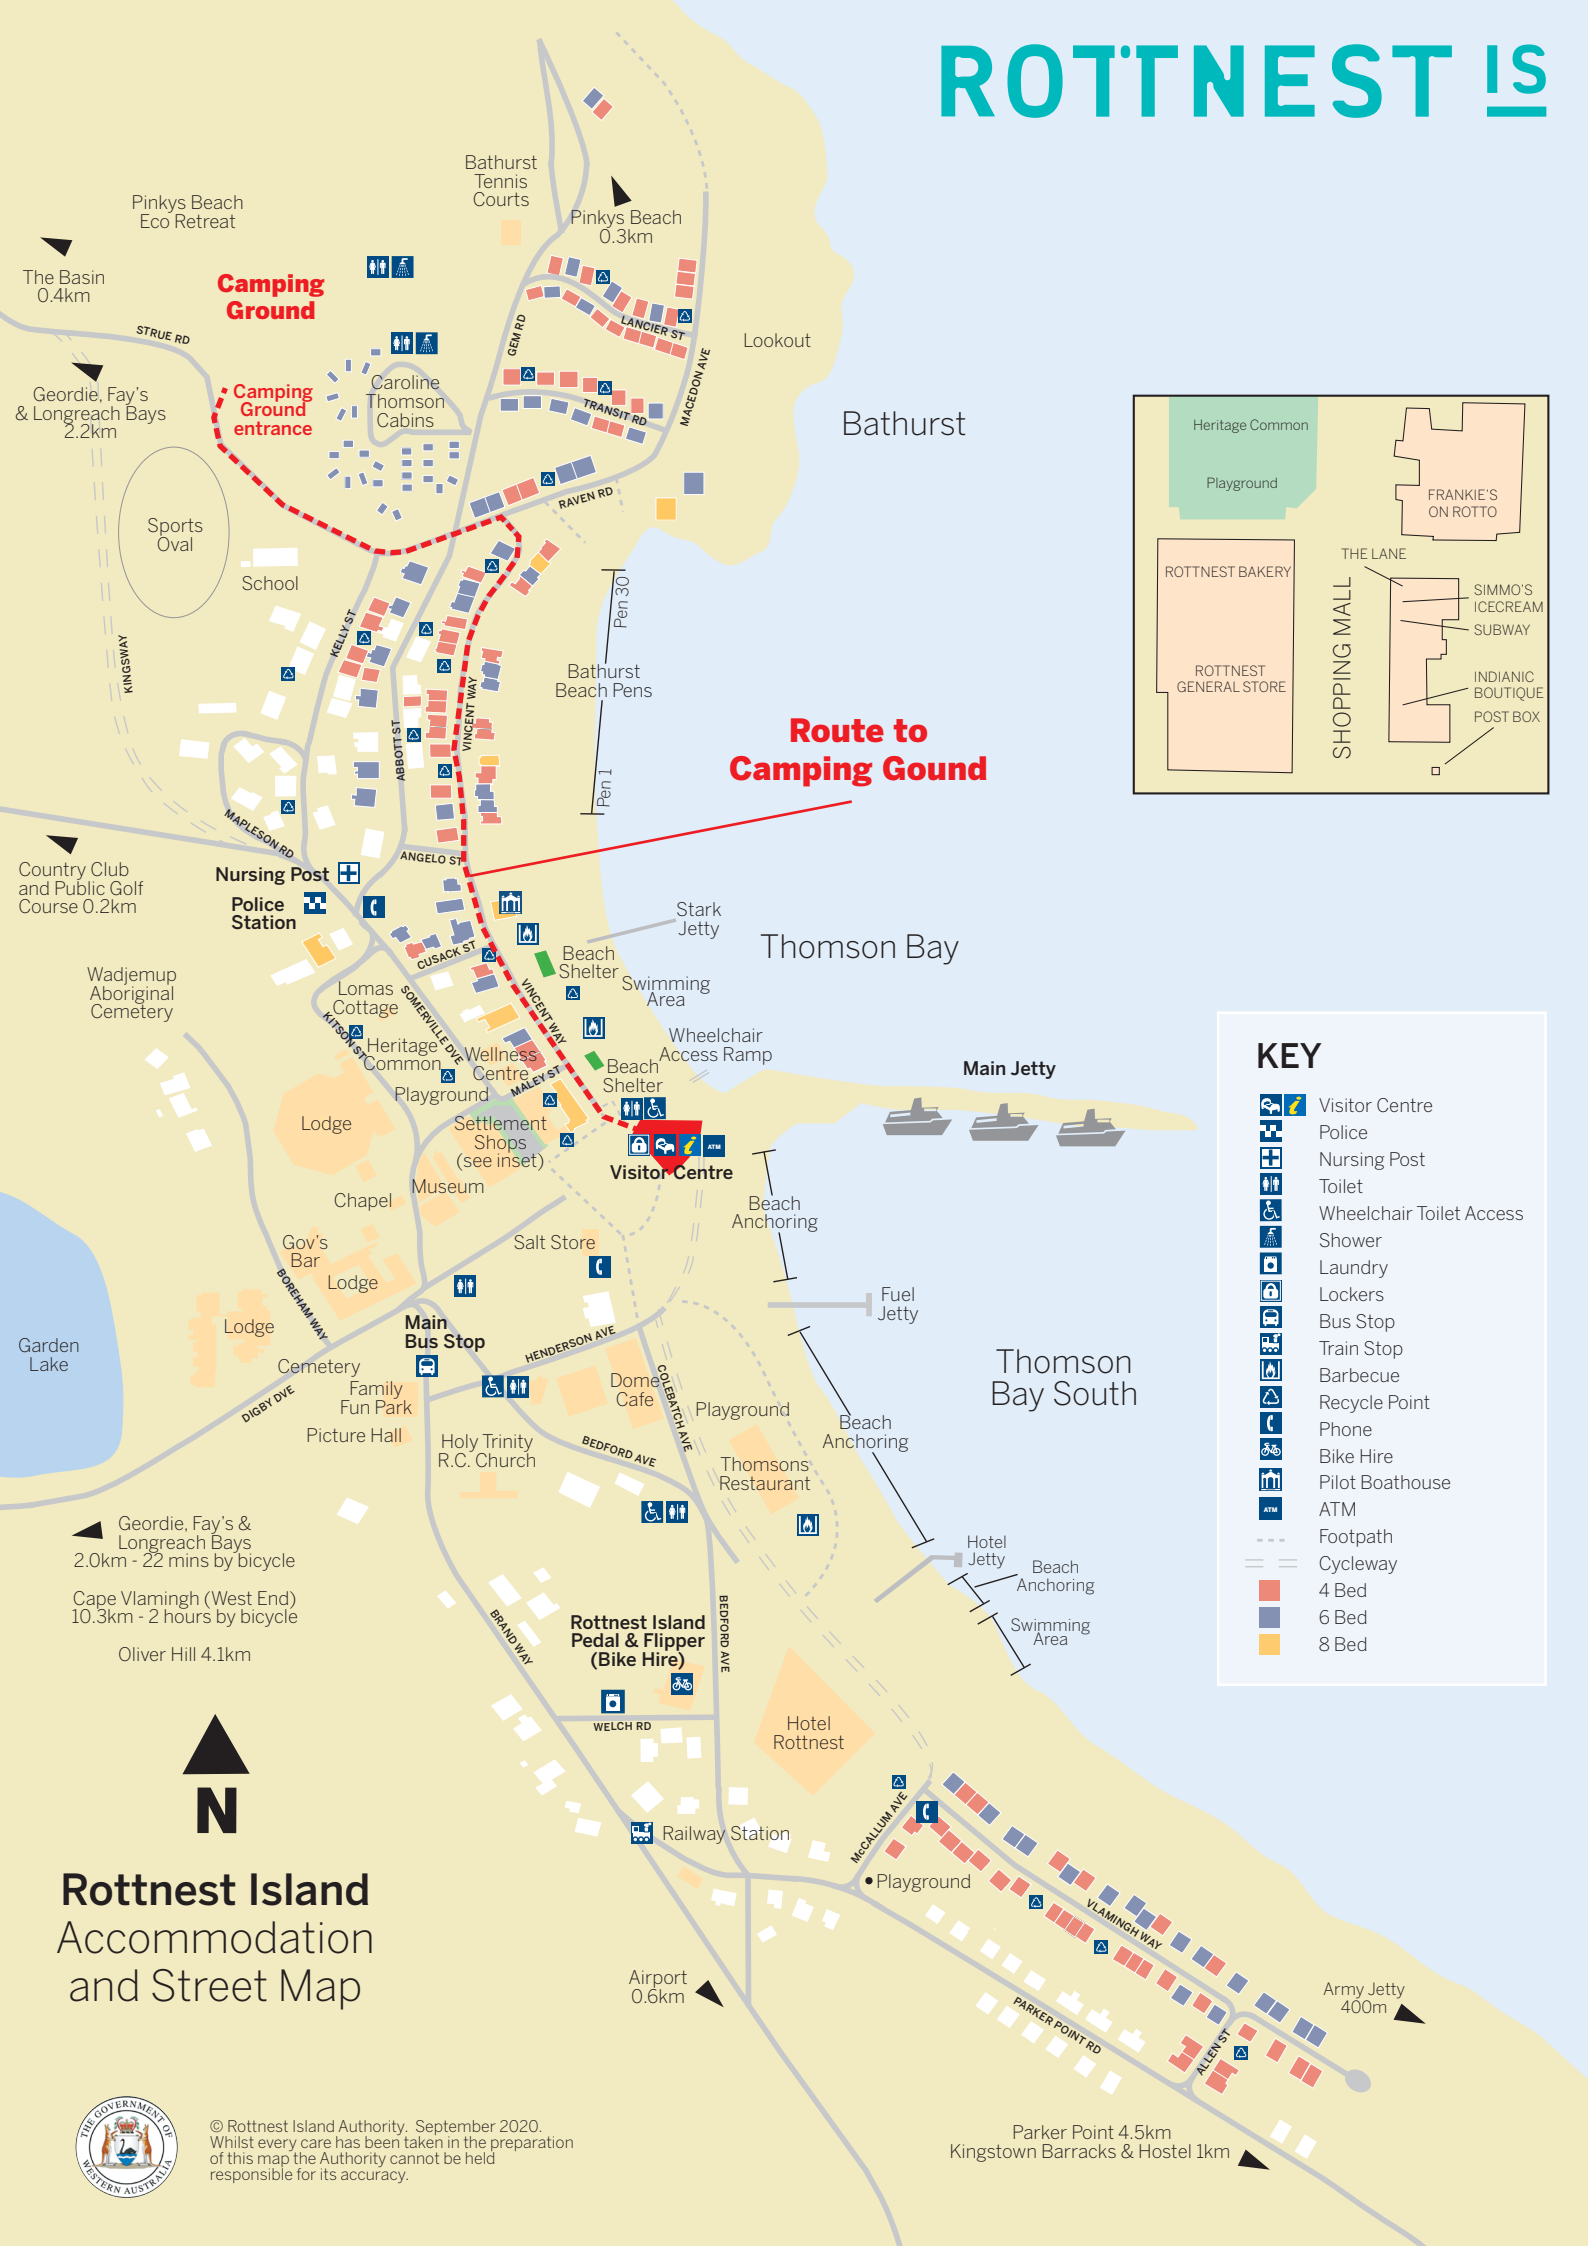 ROTTNEST IS
Bathurst
Tennis
Courts
Pinkys Beach
Eco Retreat
Pinkys Beach
0.3km
The Basin
0.4km
Camping
Ground
STRUE RD
GEM RD
LANCIER ST
Lookout
MACEDON AVE
Geordie, Fay's
& Longreach Bays
2.2km
Camping
Ground
entrance
Caroline
Thomson
Cabins
TRANSIT RD
Bathurst
RAVEN RD
Sports
Oval
School
KELLY ST
KINGSWAY
Pen 30
Bathurst
Beach Pens
Pen 1
VINCENT WAY
ABBOTT ST
Route to
Camping Gound
MAPLESON RD
ANGELO ST
Country Club
and Public Golf
Course 0.2km
Nursing Post
Police
Station
Stark
Jetty
Thomson Bay
CUSACK ST
Beach
Shelter
Swimming
Area
Wadjemup
Aboriginal
Cemetery
Lomas
Cottage
SOMERVILLE DVE
VINCENT WAY
KITSON ST
Heritage
Common
Playground
Wellness
Centre
MALEY ST
Wheelchair
Access Ramp
Beach
Shelter
Main Jetty
Lodge
Settlement
Shops
(see inset)
ATM
Visitor Centre
Museum
Chapel
Beach
Anchoring
Gov's
Bar
Lodge
Salt Store
BOREHAM WAY
Fuel
Jetty
Lodge
Main
Bus Stop
HENDERSON AVE
Garden
Lake
Cemetery
Family
Fun Park
DIGBY DVE
Picture Hall
Dome
Cafe
COLEBATCH AVE
Playground
Thomson
Bay South
Beach
Anchoring
Holy Trinity
R.C. Church
BEDFORD AVE
Thomsons
Restaurant
Geordie, Fay's &
Longreach Bays
2.0km - 22 mins by bicycle
Cape Vlamingh (West End)
10.3km - 2 hours by bicycle
Oliver Hill 4.1km
Hotel
Jetty
Beach
Anchoring
Swimming
Area
BRAND WAY
Rottnest Island
Pedal & Flipper
(Bike Hire)
BEDFORD AVE
WELCH RD
Hotel
Rottnest
N
Railway Station
McCALLUM AVE
Playground
VLAMINGH WAY
Rottnest Island
Accommodation
and Street Map
Airport
0.6km
PARKER POINT RD
ALLEN ST
Army Jetty
400m
Parker Point 4.5km
Kingstown Barracks & Hostel 1km
THE GOVERNMENT OF
WESTERN AUSTRALIA
© Rottnest Island Authority. September 2020.
Whilst every care has been taken in the preparation
of this map the Authority cannot be held
responsible for its accuracy.
Heritage Common
Playground
FRANKIE'S
ON ROTTO
ROTTNEST BAKERY
ROTTNEST
GENERAL STORE
SHOPPING MALL
THE LANE
SIMMO'S
ICECREAM
SUBWAY
INDIANIC
BOUTIQUE
POST BOX
KEY
Visitor Centre
Police
Nursing Post
Toilet
Wheelchair Toilet Access
Shower
Laundry
Lockers
Bus Stop
Train Stop
Barbecue
Recycle Point
Phone
Bike Hire
Pilot Boathouse
ATM ATM
Footpath
Cycleway
4 Bed
6 Bed
8 Bed